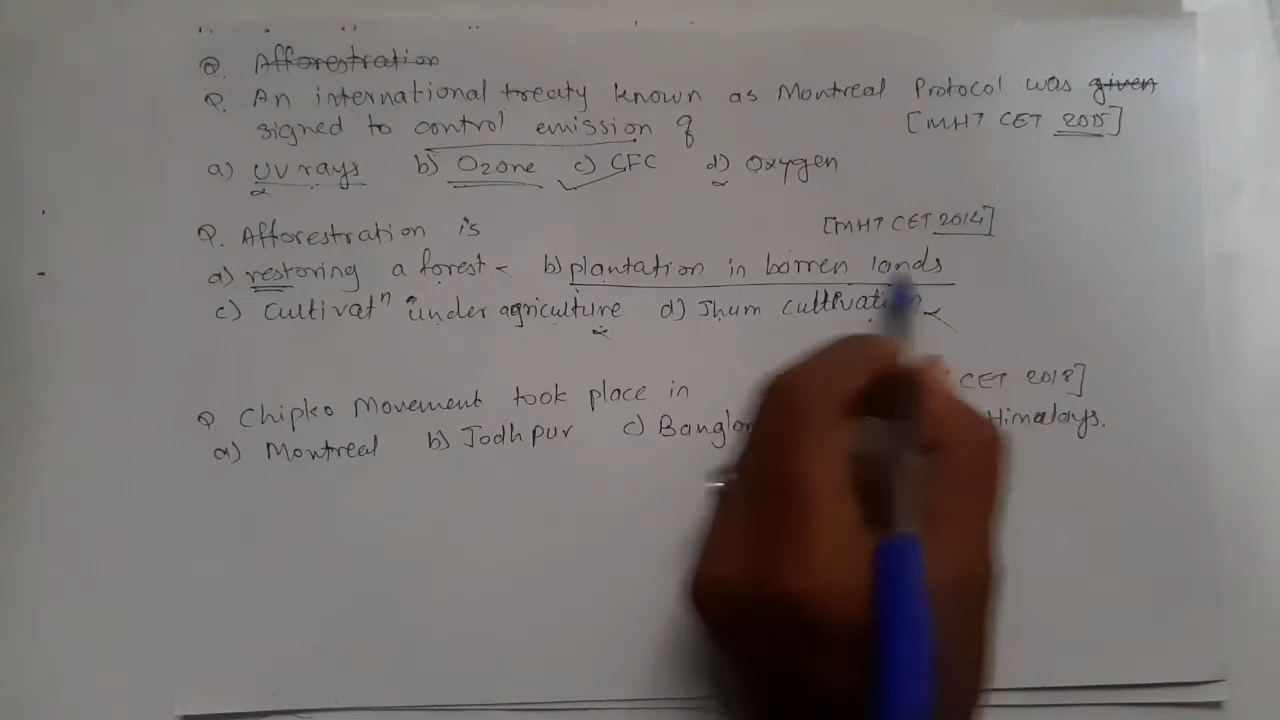 Q. Afforestration
Q. An international treaty known as Montreal Protocol was given
signed to control emission of [MHT CET 2015]
a) UV rays b) Ozone c) CFC d) Oxygen
Q. Afforestration is [MHT CET 2014]
a) restoring a forest b) plantation in barren lands
c) Cultivatⁿ under agriculture d) Jhum cultivation
Q Chipko Movement took place in CET 2018]
a) Montreal b) Jodhpur c) Banglor Himalays.